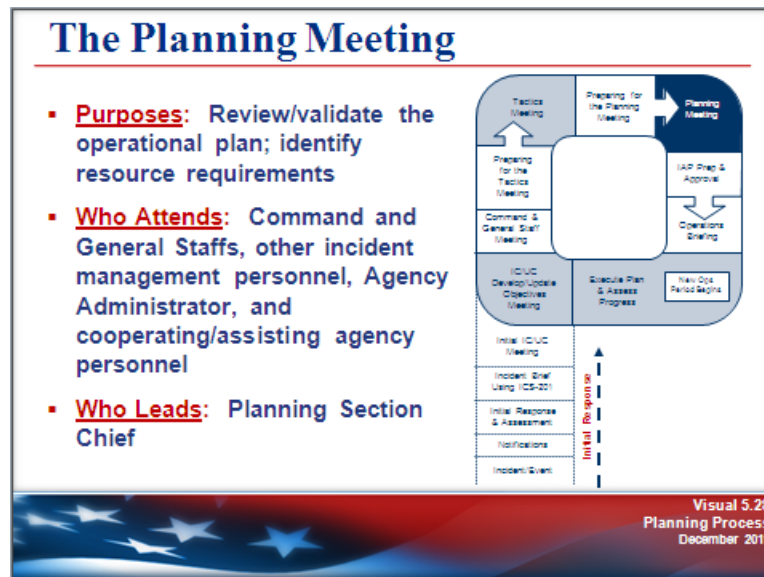 The Planning Meeting
Purposes: Review/validate the
operational plan; identify
resource requirements
Who Attends: Command and
General Staffs, other incident
management personnel, Agency
Administrator, and
cooperating/assisting agency
personnel
Who Leads: Planning Section
Chief
Tactics
Meeting
Preparing for
the Planning
Meeting
Planning
Meeting
Preparing
for the
Tactics
Meeting
IAP Prep &
Approval
Command &
General Staff
Meeting
Operations
Briefing
IC/UC
Develop/Update
Objectives
Meeting
Execute Plan
& Assess
Progress
New Ops
Period Begins
Initial IC/UC
Meeting
Incident Brief
Using ICS-201
Initial Response
& Assessment
Notifications
Incident/Event
Initial Response
Visual 5.28
Planning Process
December 201